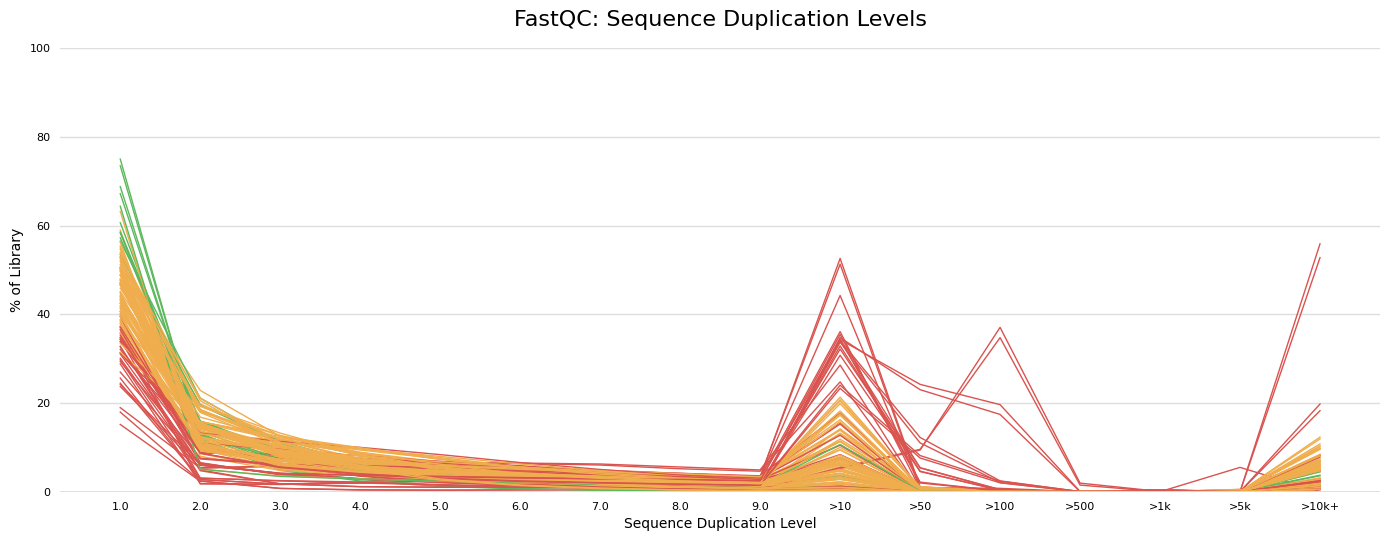 FastQC: Sequence Duplication Levels
100
80
60
40
20
0
% of Library
1.0 2.0 3.0 4.0 5.0 6.0 7.0 8.0 9.0 >10 >50 >100 >500 >1k >5k >10k+
Sequence Duplication Level